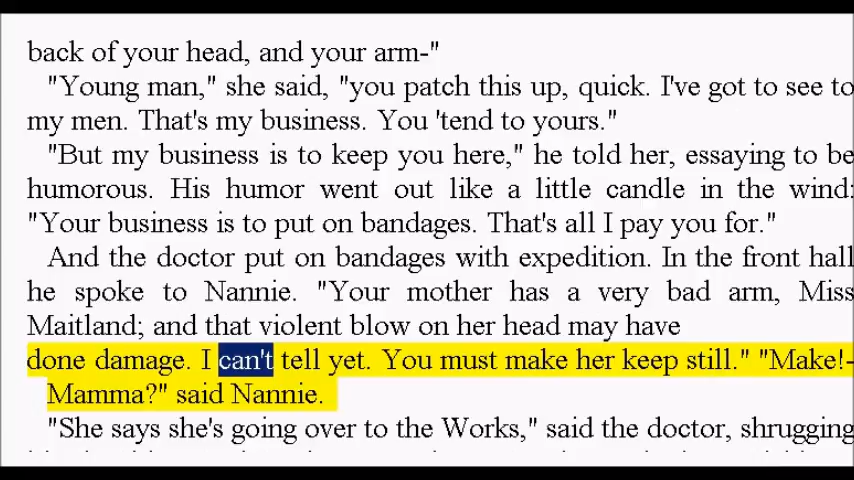 back of your head, and your arm-"
"Young man," she said, "you patch this up, quick. I've got to see to
my men. That's my business. You 'tend to yours."
"But my business is to keep you here," he told her, essaying to be
humorous. His humor went out like a little candle in the wind:
"Your business is to put on bandages. That's all I pay you for."
And the doctor put on bandages with expedition. In the front hall
he spoke to Nannie. "Your mother has a very bad arm, Miss
Maitland; and that violent blow on her head may have
done damage. I can't tell yet. You must make her keep still." "Make!-
Mamma?" said Nannie.
"She says she's going over to the Works," said the doctor, shrugging